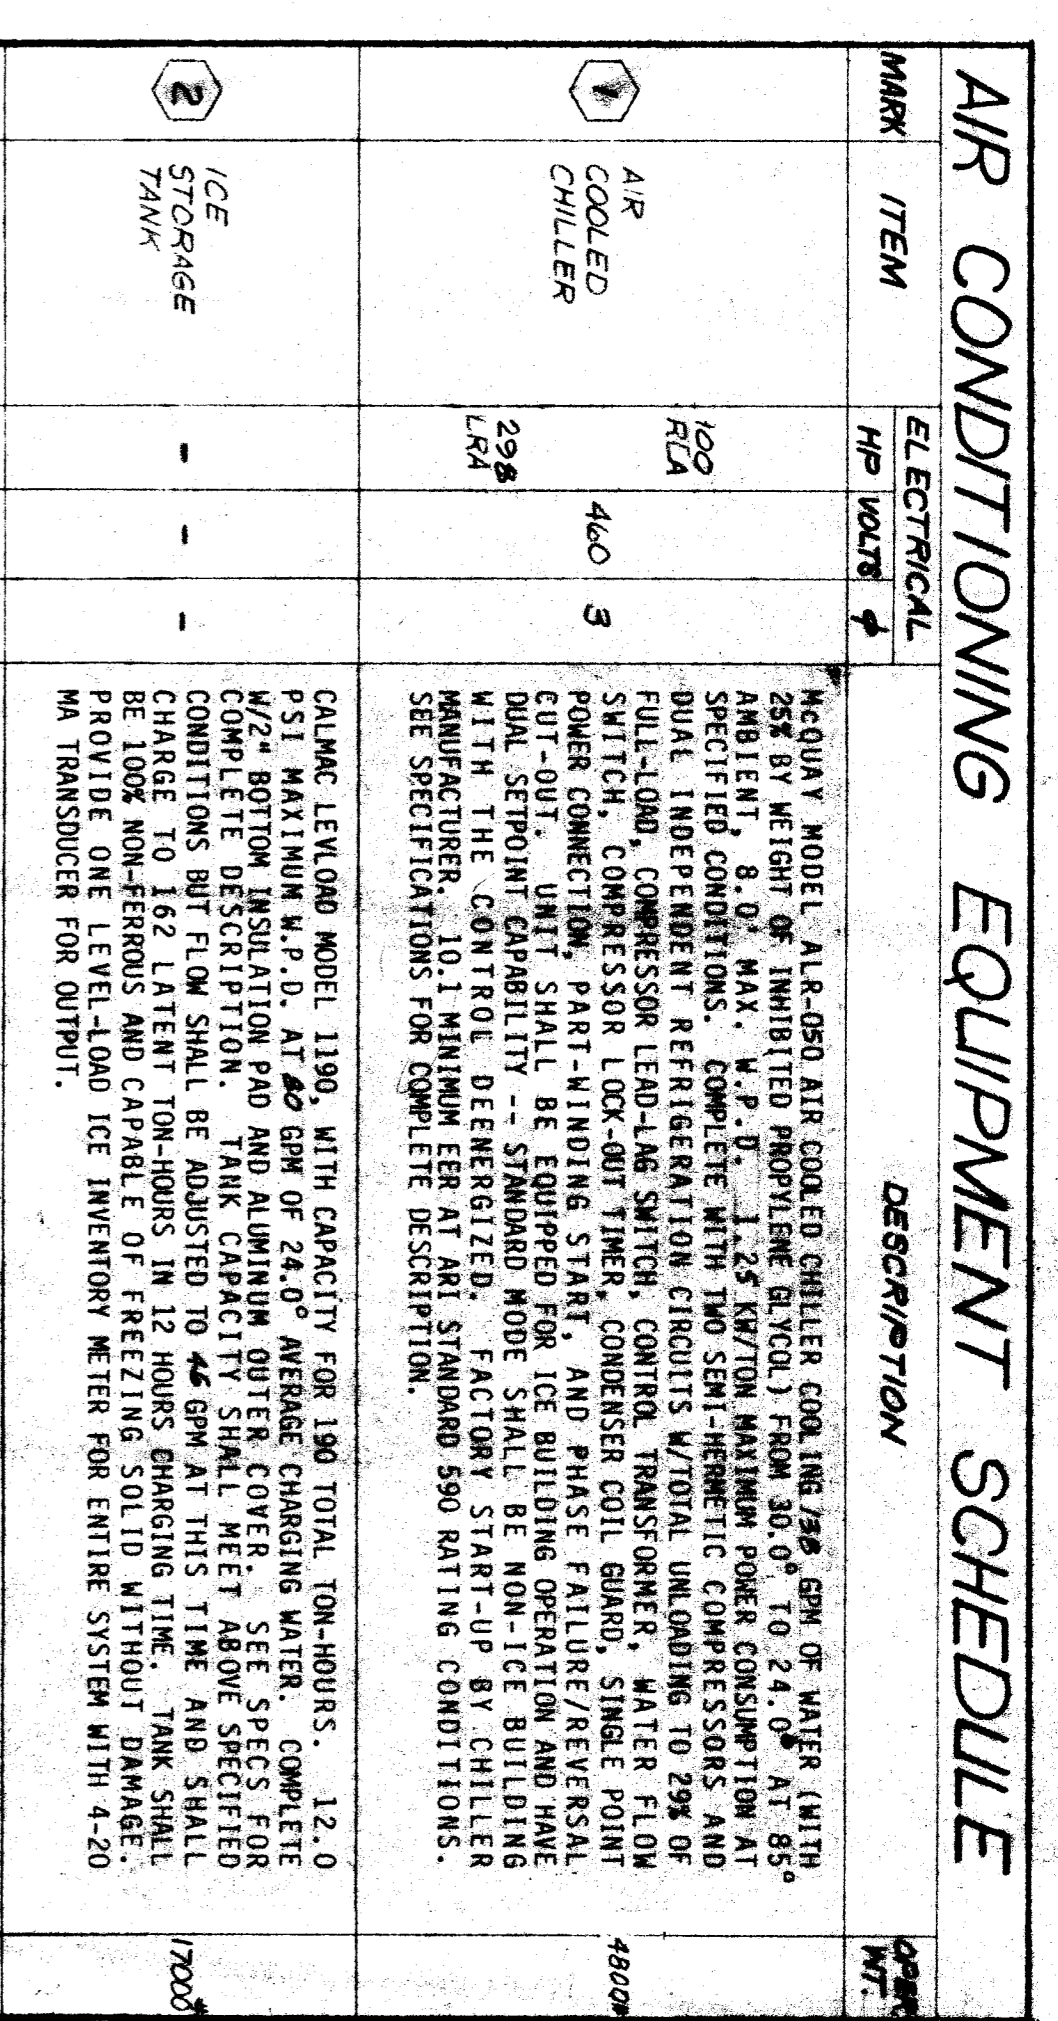 AIR CONDITIONING EQUIPMENT SCHEDULE
MARK ITEM ELECTRICAL DESCRIPTION OPER. WT.
HP VOLTS ϕ
1
AIR
COOLED
CHILLER
100
RLA
298
LRA
460
3
McQUAY MODEL ALR-050 AIR COOLED CHILLER COOLING 138 GPM OF WATER (WITH
25% BY WEIGHT OF INHIBITED PROPYLENE GLYCOL) FROM 30.0° TO 24.0° AT 85°
AMBIENT, 8.0' MAX. W.P.D. 1.25 KW/TON MAXIMUM POWER CONSUMPTION AT
SPECIFIED CONDITIONS. COMPLETE WITH TWO SEMI-HERMETIC COMPRESSORS AND
DUAL INDEPENDENT REFRIGERATION CIRCUITS W/TOTAL UNLOADING TO 29% OF
FULL-LOAD, COMPRESSOR LEAD-LAG SWITCH, CONTROL TRANSFORMER, WATER FLOW
SWITCH, COMPRESSOR LOCK-OUT TIMER, CONDENSER COIL GUARD, SINGLE POINT
POWER CONNECTION, PART-WINDING START, AND PHASE FAILURE/REVERSAL
CUT-OUT. UNIT SHALL BE EQUIPPED FOR ICE BUILDING OPERATION AND HAVE
DUAL SETPOINT CAPABILITY -- STANDARD MODE SHALL BE NON-ICE BUILDING
WITH THE CONTROL DEENERGIZED. FACTORY START-UP BY CHILLER
MANUFACTURER. 10.1 MINIMUM EER AT ARI STANDARD 590 RATING CONDITIONS.
SEE SPECIFICATIONS FOR COMPLETE DESCRIPTION.
4800#
2
ICE
STORAGE
TANK
-
-
-
CALMAC LEVLOAD MODEL 1190, WITH CAPACITY FOR 190 TOTAL TON-HOURS. 12.0
PSI MAXIMUM W.P.D. AT GPM OF 24.0° AVERAGE CHARGING WATER. COMPLETE
W/2" BOTTOM INSULATION PAD AND ALUMINUM OUTER COVER. SEE SPECS FOR
COMPLETE DESCRIPTION. TANK CAPACITY SHALL MEET ABOVE SPECIFIED
CONDITIONS BUT FLOW SHALL BE ADJUSTED TO 46 GPM AT THIS TIME AND SHALL
CHARGE TO 162 LATENT TON-HOURS IN 12 HOURS CHARGING TIME. TANK SHALL
BE 100% NON-FERROUS AND CAPABLE OF FREEZING SOLID WITHOUT DAMAGE.
PROVIDE ONE LEVEL-LOAD ICE INVENTORY METER FOR ENTIRE SYSTEM WITH 4-20
MA TRANSDUCER FOR OUTPUT.
17000#